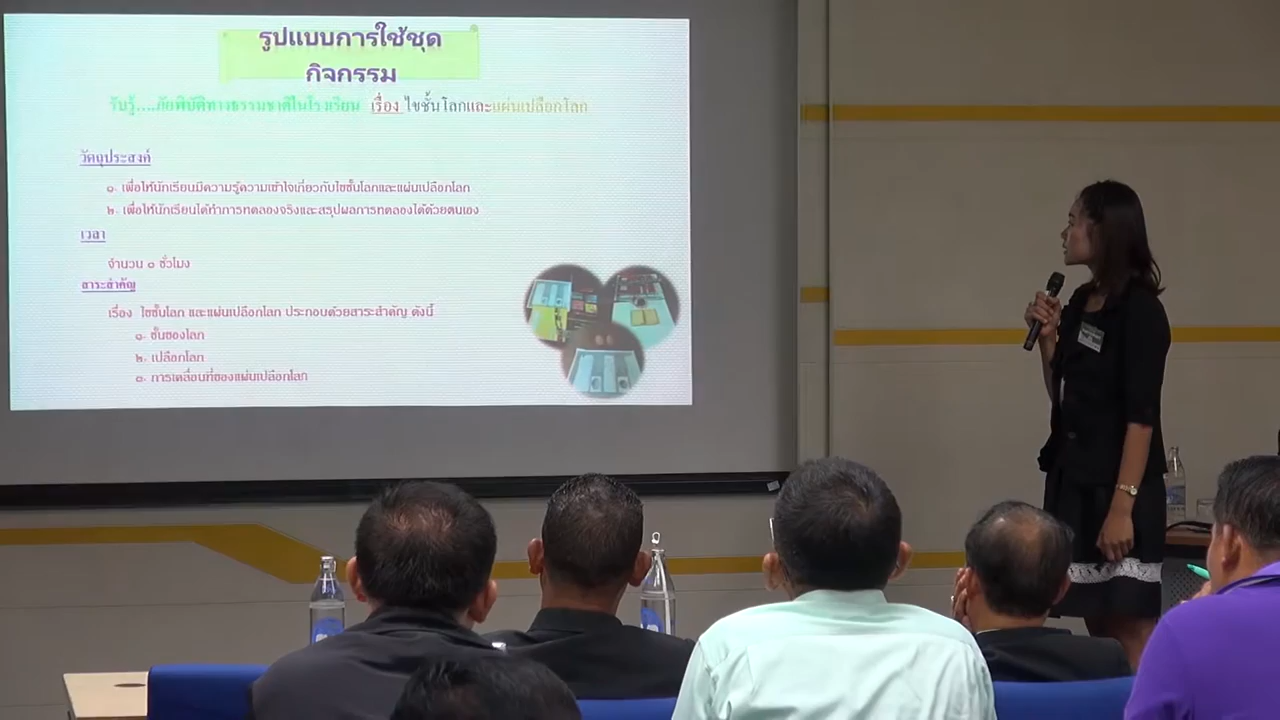 รูปแบบการใช้ชุด
กิจกรรม
รับรู้....ภัยพิบัติทางธรรมชาติในโรงเรียน เรื่อง ไขชั้นโลกและแผ่นเปลือกโลก
วัตถุประสงค์
๑. เพื่อให้นักเรียนมีความรู้ความเข้าใจเกี่ยวกับไขชั้นโลกและแผ่นเปลือกโลก
๒. เพื่อให้นักเรียนได้ทำการทดลองจริงและสรุปผลการทดลองได้ด้วยตนเอง
เวลา
จำนวน ๑ ชั่วโมง
สาระสำคัญ
เรื่อง ไขชั้นโลก และแผ่นเปลือกโลก ประกอบด้วยสาระสำคัญ ดังนี้
๑. ชั้นของโลก
๒. เปลือกโลก
๓. การเคลื่อนที่ของแผ่นเปลือกโลก